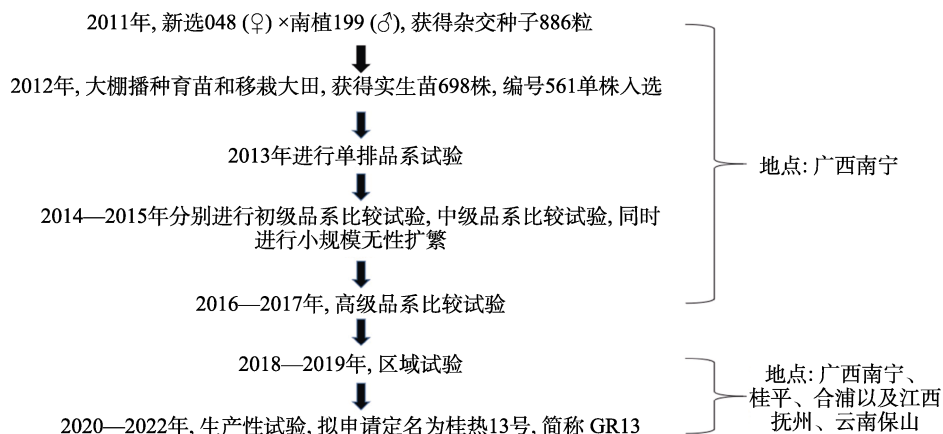 2011年, 新选048 (♀) ×南植199 (♂), 获得杂交种子886粒
2012年, 大棚播种育苗和移栽大田, 获得实生苗698株, 编号561单株入选
2013年进行单排品系试验
2014—2015年分别进行初级品系比较试验, 中级品系比较试验, 同时
进行小规模无性扩繁
2016—2017年, 高级品系比较试验
地点: 广西南宁
2018—2019年, 区域试验
2020—2022年, 生产性试验, 拟申请定名为桂热13号, 简称 GR13
地点: 广西南宁、
桂平、合浦以及江西
抚州、云南保山